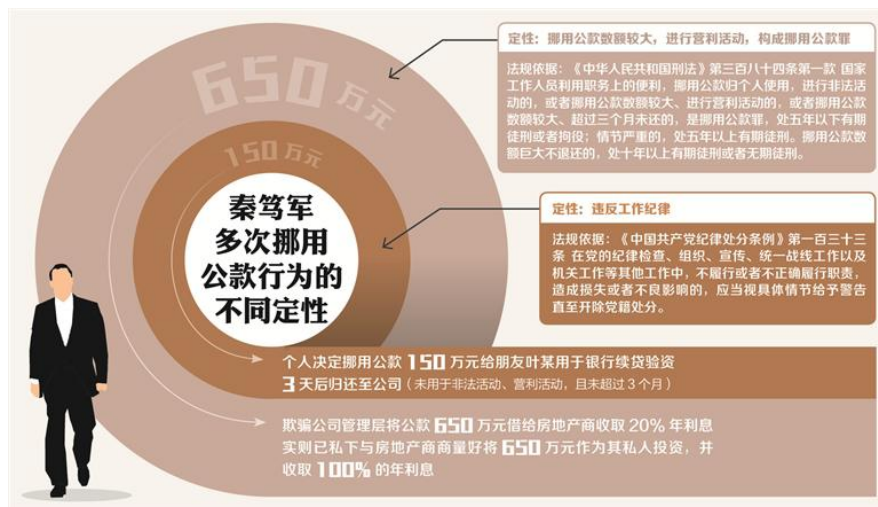 650万元
150万元
秦笃军
多次挪用
公款行为的
不同定性
定性：挪用公款数额较大，进行营利活动，构成挪用公款罪
法规依据：《中华人民共和国刑法》第三百八十四条第一款 国家
工作人员利用职务上的便利，挪用公款归个人使用，进行非法活
动的，或者挪用公款数额较大、进行营利活动的，或者挪用公款
数额较大、超过三个月未还的，是挪用公款罪，处五年以下有期
徒刑或者拘役；情节严重的，处五年以上有期徒刑。挪用公款数
额巨大不退还的，处十年以上有期徒刑或者无期徒刑。
定性：违反工作纪律
法规依据：《中国共产党纪律处分条例》第一百三十三
条 在党的纪律检查、组织、宣传、统一战线工作以及
机关工作等其他工作中，不履行或者不正确履行职责，
造成损失或者不良影响的，应当视具体情节给予警告
直至开除党籍处分。
个人决定挪用公款 150 万元给朋友叶某用于银行续贷验资
3 天后归还至公司（未用于非法活动、营利活动，且未超过 3 个月）
欺骗公司管理层将公款 650 万元借给房地产商收取 20% 年利息
实则已私下与房地产商商量好将 650 万元作为其私人投资，并
收取 100% 的年利息